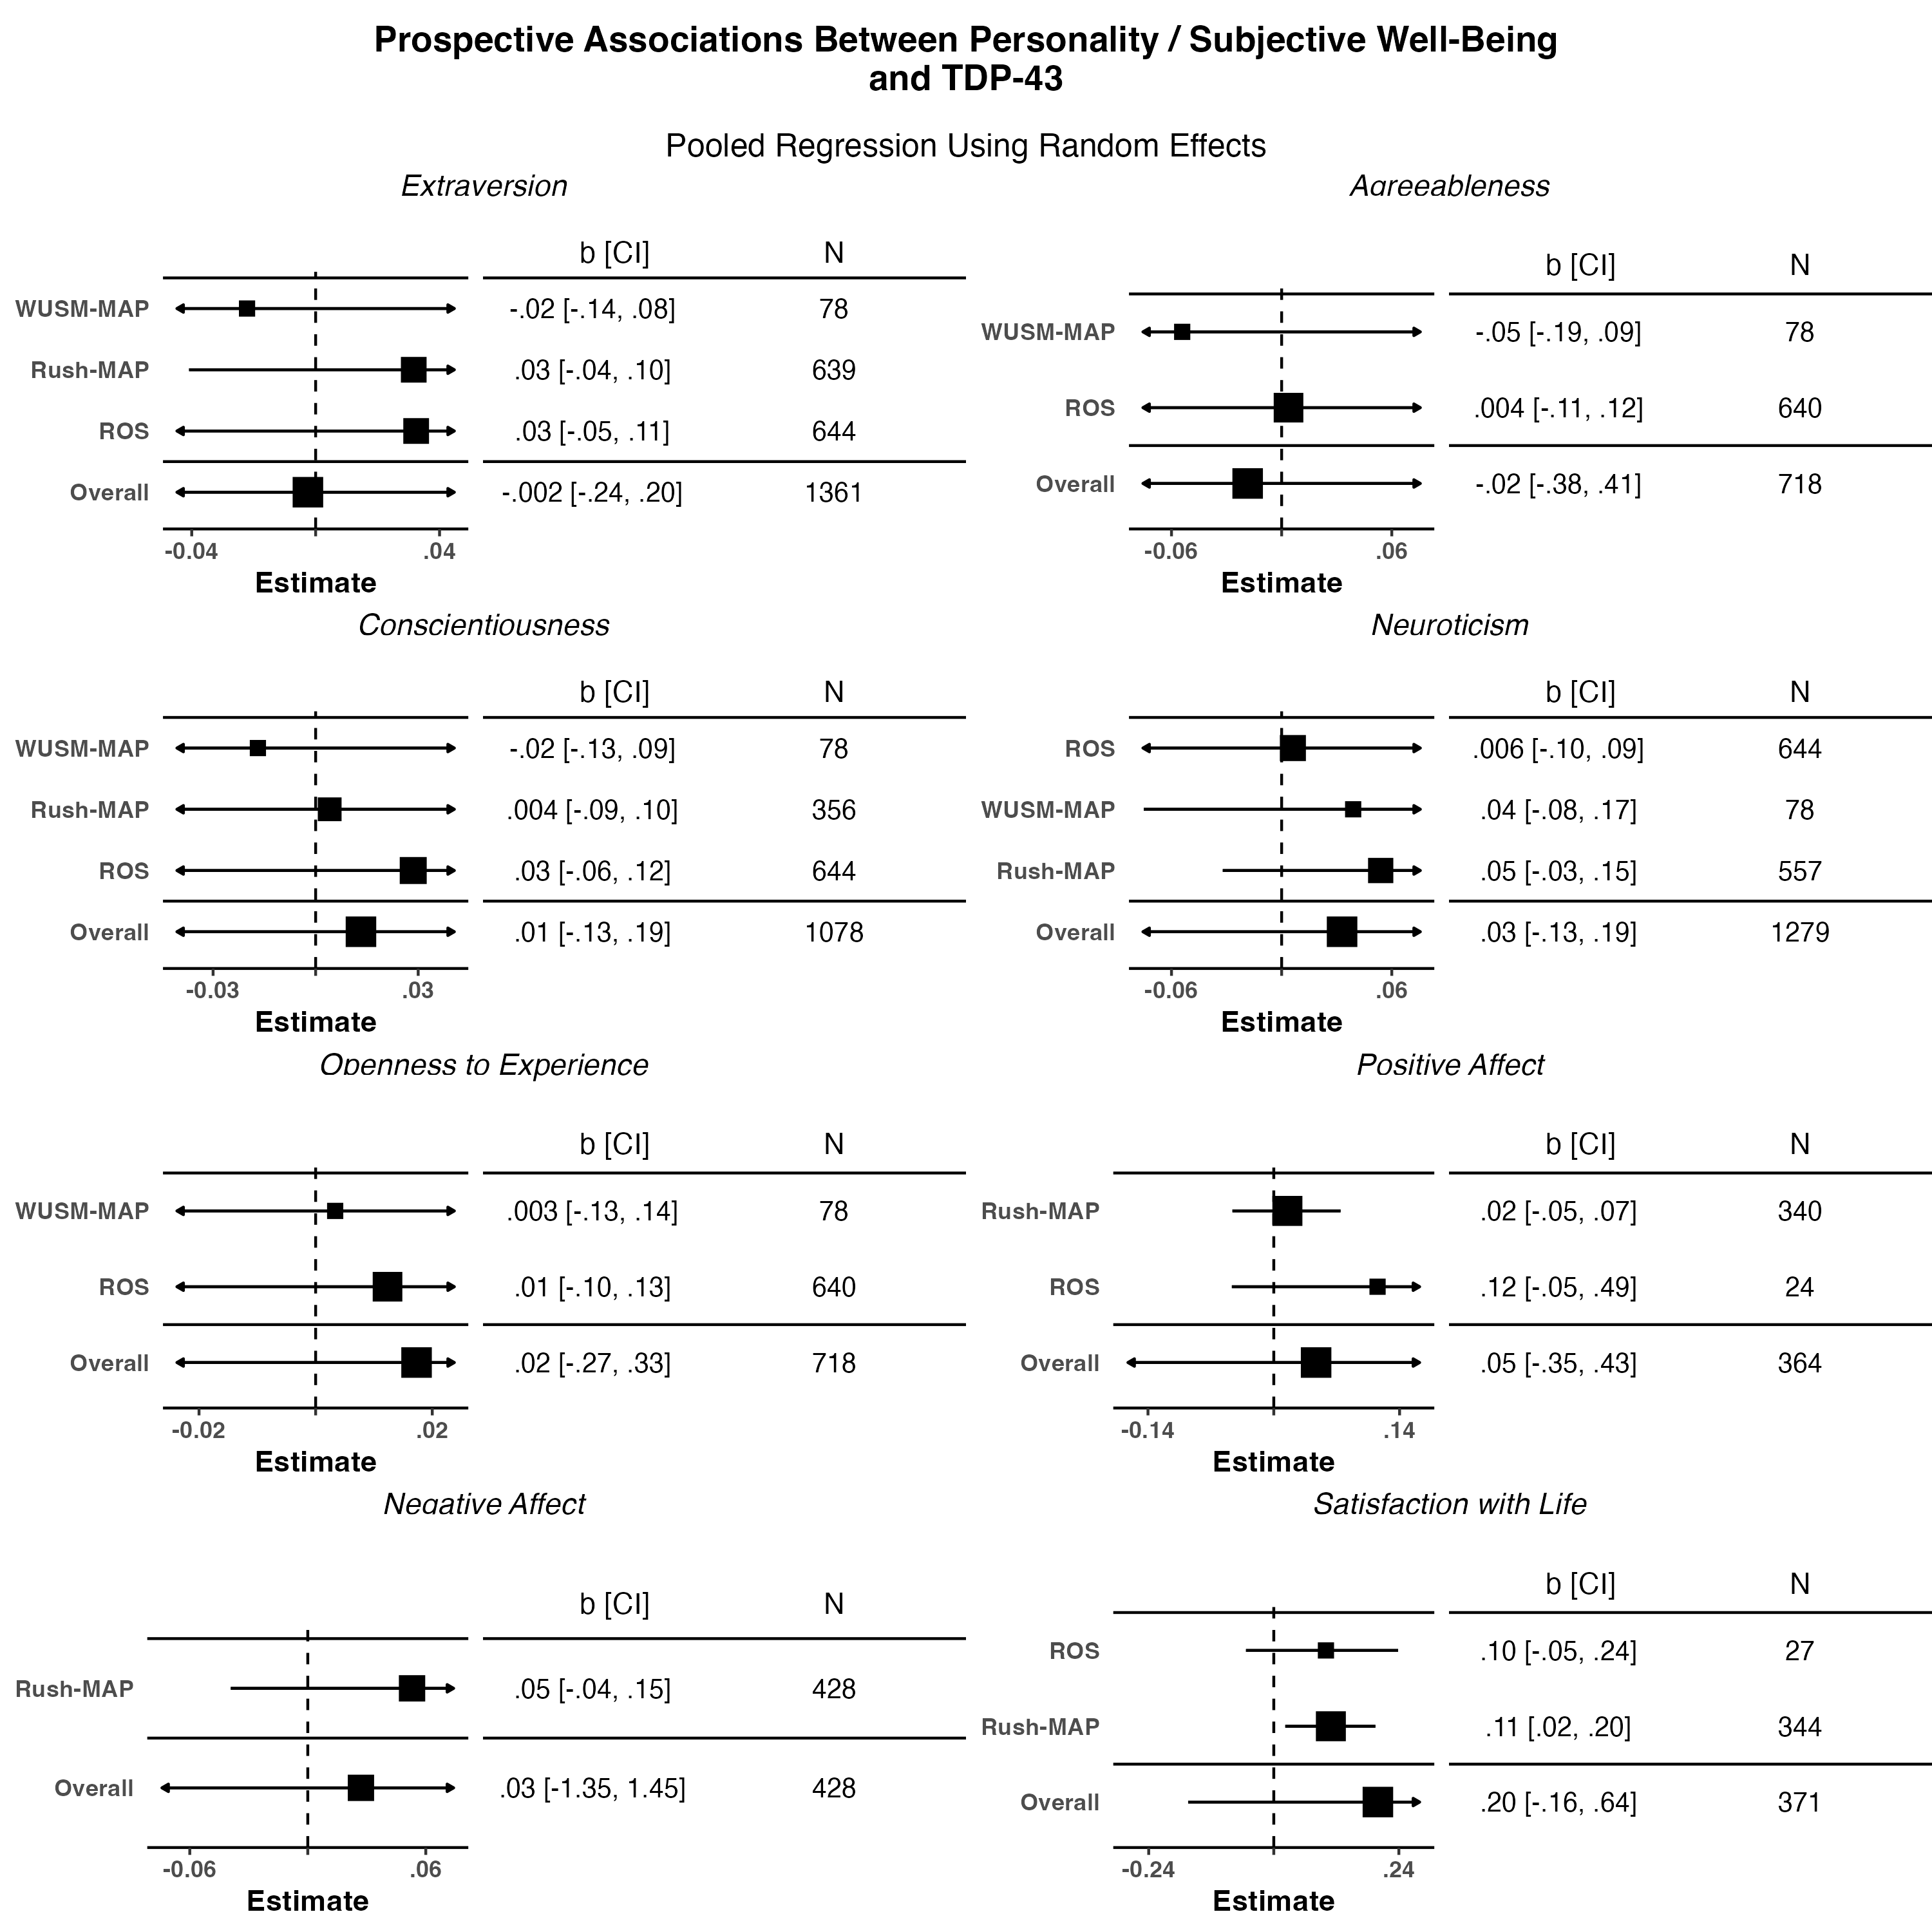 Prospective Associations Between Personality / Subjective Well-Being
and TDP-43
Pooled Regression Using Random Effects
Extraversion
b [CI] N
WUSM-MAP -.02 [-.14, .08] 78
Rush-MAP .03 [-.04, .10] 639
ROS .03 [-.05, .11] 644
Overall -.002 [-.24, .20] 1361
-0.04 .04
Estimate
Agreeableness
b [CI] N
WUSM-MAP -.05 [-.19, .09] 78
ROS .004 [-.11, .12] 640
Overall -.02 [-.38, .41] 718
-0.06 .06
Estimate
Conscientiousness
b [CI] N
WUSM-MAP -.02 [-.13, .09] 78
Rush-MAP .004 [-.09, .10] 356
ROS .03 [-.06, .12] 644
Overall .01 [-.13, .19] 1078
-0.03 .03
Estimate
Neuroticism
b [CI] N
ROS .006 [-.10, .09] 644
WUSM-MAP .04 [-.08, .17] 78
Rush-MAP .05 [-.03, .15] 557
Overall .03 [-.13, .19] 1279
-0.06 .06
Estimate
Openness to Experience
b [CI] N
WUSM-MAP .003 [-.13, .14] 78
ROS .01 [-.10, .13] 640
Overall .02 [-.27, .33] 718
-0.02 .02
Estimate
Positive Affect
b [CI] N
Rush-MAP .02 [-.05, .07] 340
ROS .12 [-.05, .49] 24
Overall .05 [-.35, .43] 364
-0.14 .14
Estimate
Negative Affect
b [CI] N
Rush-MAP .05 [-.04, .15] 428
Overall .03 [-1.35, 1.45] 428
-0.06 .06
Estimate
Satisfaction with Life
b [CI] N
ROS .10 [-.05, .24] 27
Rush-MAP .11 [.02, .20] 344
Overall .20 [-.16, .64] 371
-0.24 .24
Estimate